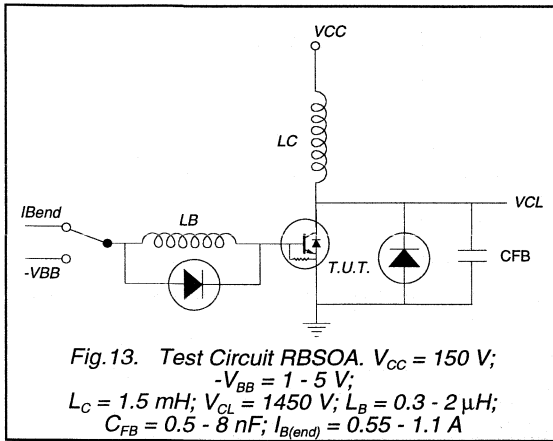 VCC
LC
IBend
LB
VCL
-VBB
T.U.T.
CFB
Fig.13. Test Circuit RBSOA. VCC = 150 V;
-VBB = 1 - 5 V;
LC = 1.5 mH; VCL = 1450 V; LB = 0.3 - 2 μH;
CFB = 0.5 - 8 nF; IB(end) = 0.55 - 1.1 A